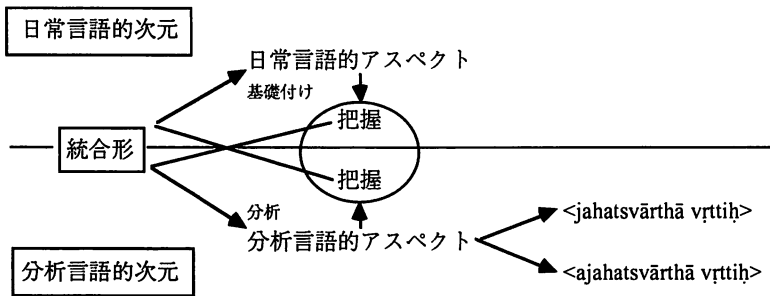 日常言語的次元
日常言語的アスペクト
基礎付け
把握
統合形
把握
分析
<jahatsvārthā vṛttiḥ>
分析言語的アスペクト
分析言語的次元
<ajahatsvārthā vṛttiḥ>